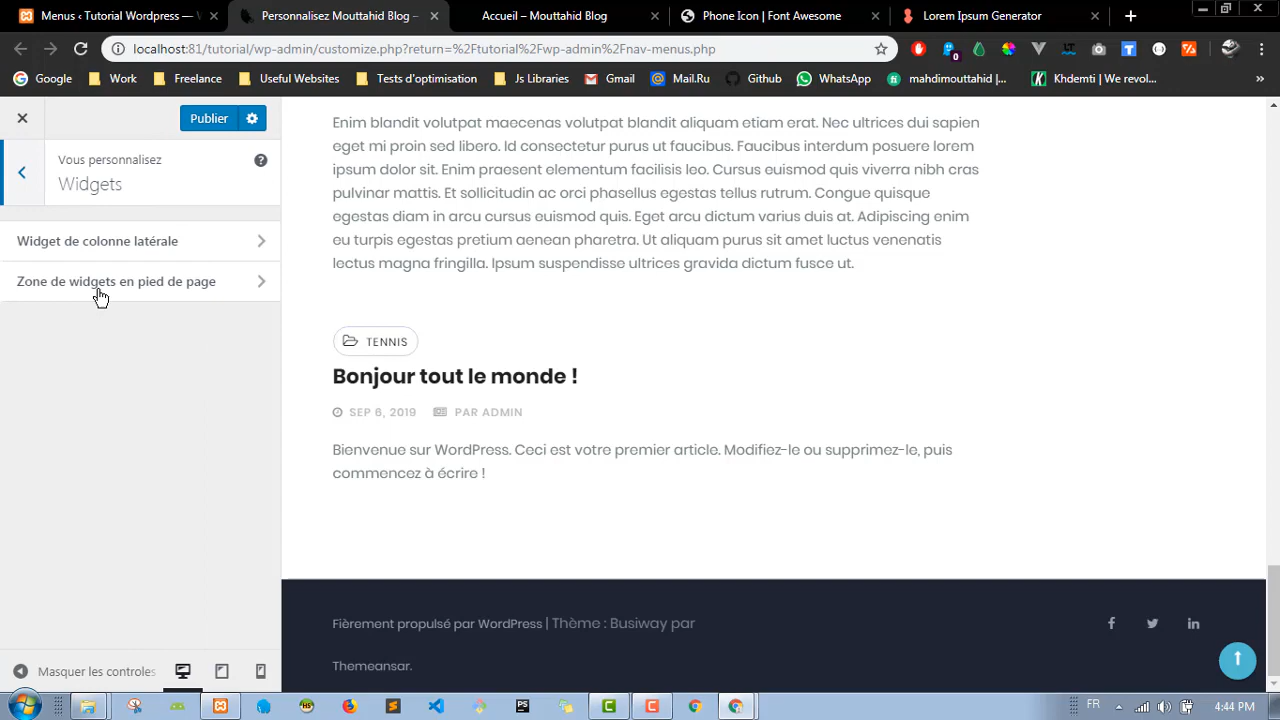 Menus ‹ Tutorial WordPress — \
Personnalisez Mouttahid Blog –
Accueil – Mouttahid Blog
Phone Icon | Font Awesome
Lorem Ipsum Generator
localhost:81/tutorial/wp-admin/customize.php?return=%2Ftutorial%2Fwp-admin%2Fnav-menus.php
Google
Work
Freelance
Useful Websites
Tests d'optimisation
Js Libraries
Gmail
Mail.Ru
Github
WhatsApp
mahdimouttahid |...
Khdemti | We revol...
»
Publier
Vous personnalisez
Widgets
Widget de colonne latérale
Zone de widgets en pied de page
Enim blandit volutpat maecenas volutpat blandit aliquam etiam erat. Nec ultrices dui sapien
eget mi proin sed libero. Id consectetur purus ut faucibus. Faucibus interdum posuere lorem
ipsum dolor sit. Enim praesent elementum facilisis leo. Cursus euismod quis viverra nibh cras
pulvinar mattis. Et sollicitudin ac orci phasellus egestas tellus rutrum. Congue quisque
egestas diam in arcu cursus euismod quis. Eget arcu dictum varius duis at. Adipiscing enim
eu turpis egestas pretium aenean pharetra. Ut aliquam purus sit amet luctus venenatis
lectus magna fringilla. Ipsum suspendisse ultrices gravida dictum fusce ut.
TENNIS
Bonjour tout le monde !
SEP 6, 2019 PAR ADMIN
Bienvenue sur WordPress. Ceci est votre premier article. Modifiez-le ou supprimez-le, puis
commencez à écrire !
Fièrement propulsé par WordPress | Thème : Busiway par
Themeansar.
Masquer les controles
FR
4:44 PM